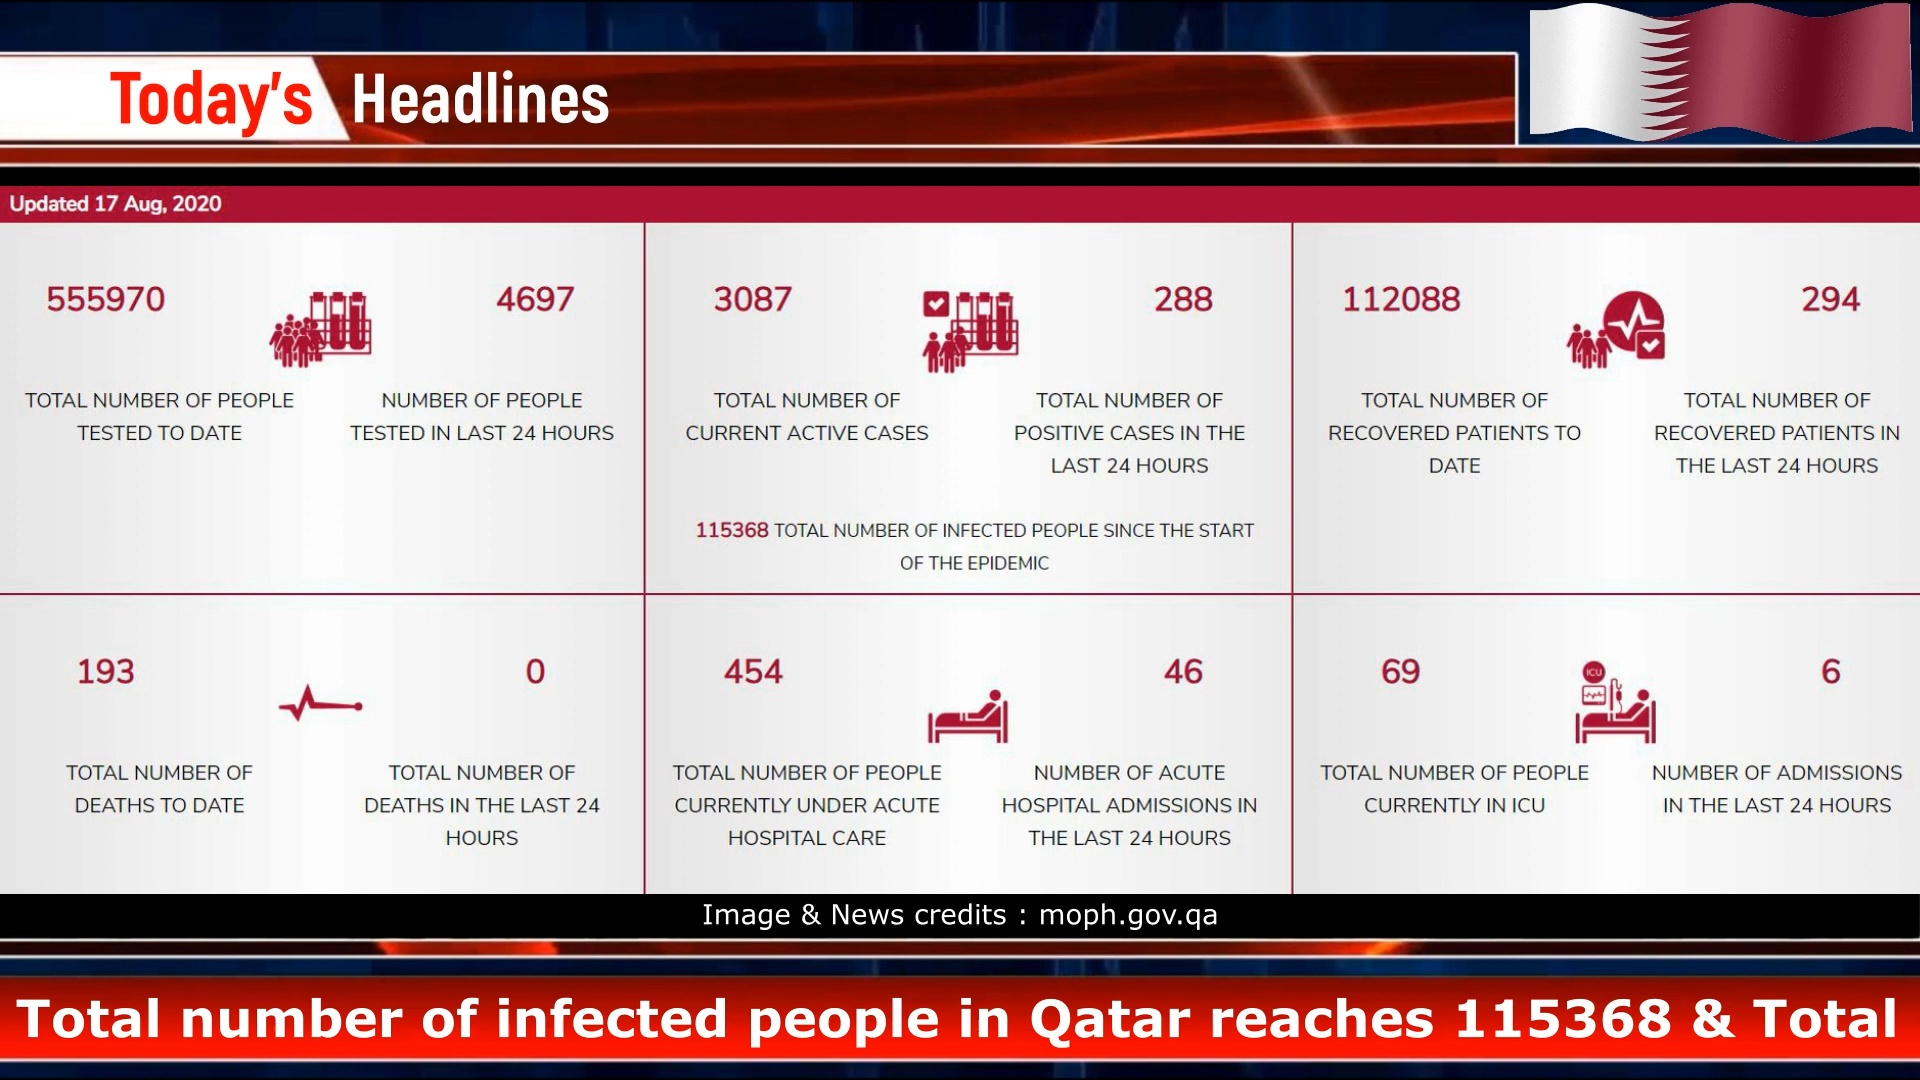 Today's Headlines
Updated 17 Aug, 2020
555970
4697
TOTAL NUMBER OF PEOPLE
TESTED TO DATE
NUMBER OF PEOPLE
TESTED IN LAST 24 HOURS
3087
288
TOTAL NUMBER OF
CURRENT ACTIVE CASES
TOTAL NUMBER OF
POSITIVE CASES IN THE
LAST 24 HOURS
115368 TOTAL NUMBER OF INFECTED PEOPLE SINCE THE START
OF THE EPIDEMIC
112088
294
TOTAL NUMBER OF
RECOVERED PATIENTS TO
DATE
TOTAL NUMBER OF
RECOVERED PATIENTS IN
THE LAST 24 HOURS
193
0
TOTAL NUMBER OF
DEATHS TO DATE
TOTAL NUMBER OF
DEATHS IN THE LAST 24
HOURS
454
46
TOTAL NUMBER OF PEOPLE
CURRENTLY UNDER ACUTE
HOSPITAL CARE
NUMBER OF ACUTE
HOSPITAL ADMISSIONS IN
THE LAST 24 HOURS
69
ICU
6
TOTAL NUMBER OF PEOPLE
CURRENTLY IN ICU
NUMBER OF ADMISSIONS
IN THE LAST 24 HOURS
Image & News credits : moph.gov.qa
Total number of infected people in Qatar reaches 115368 & Total